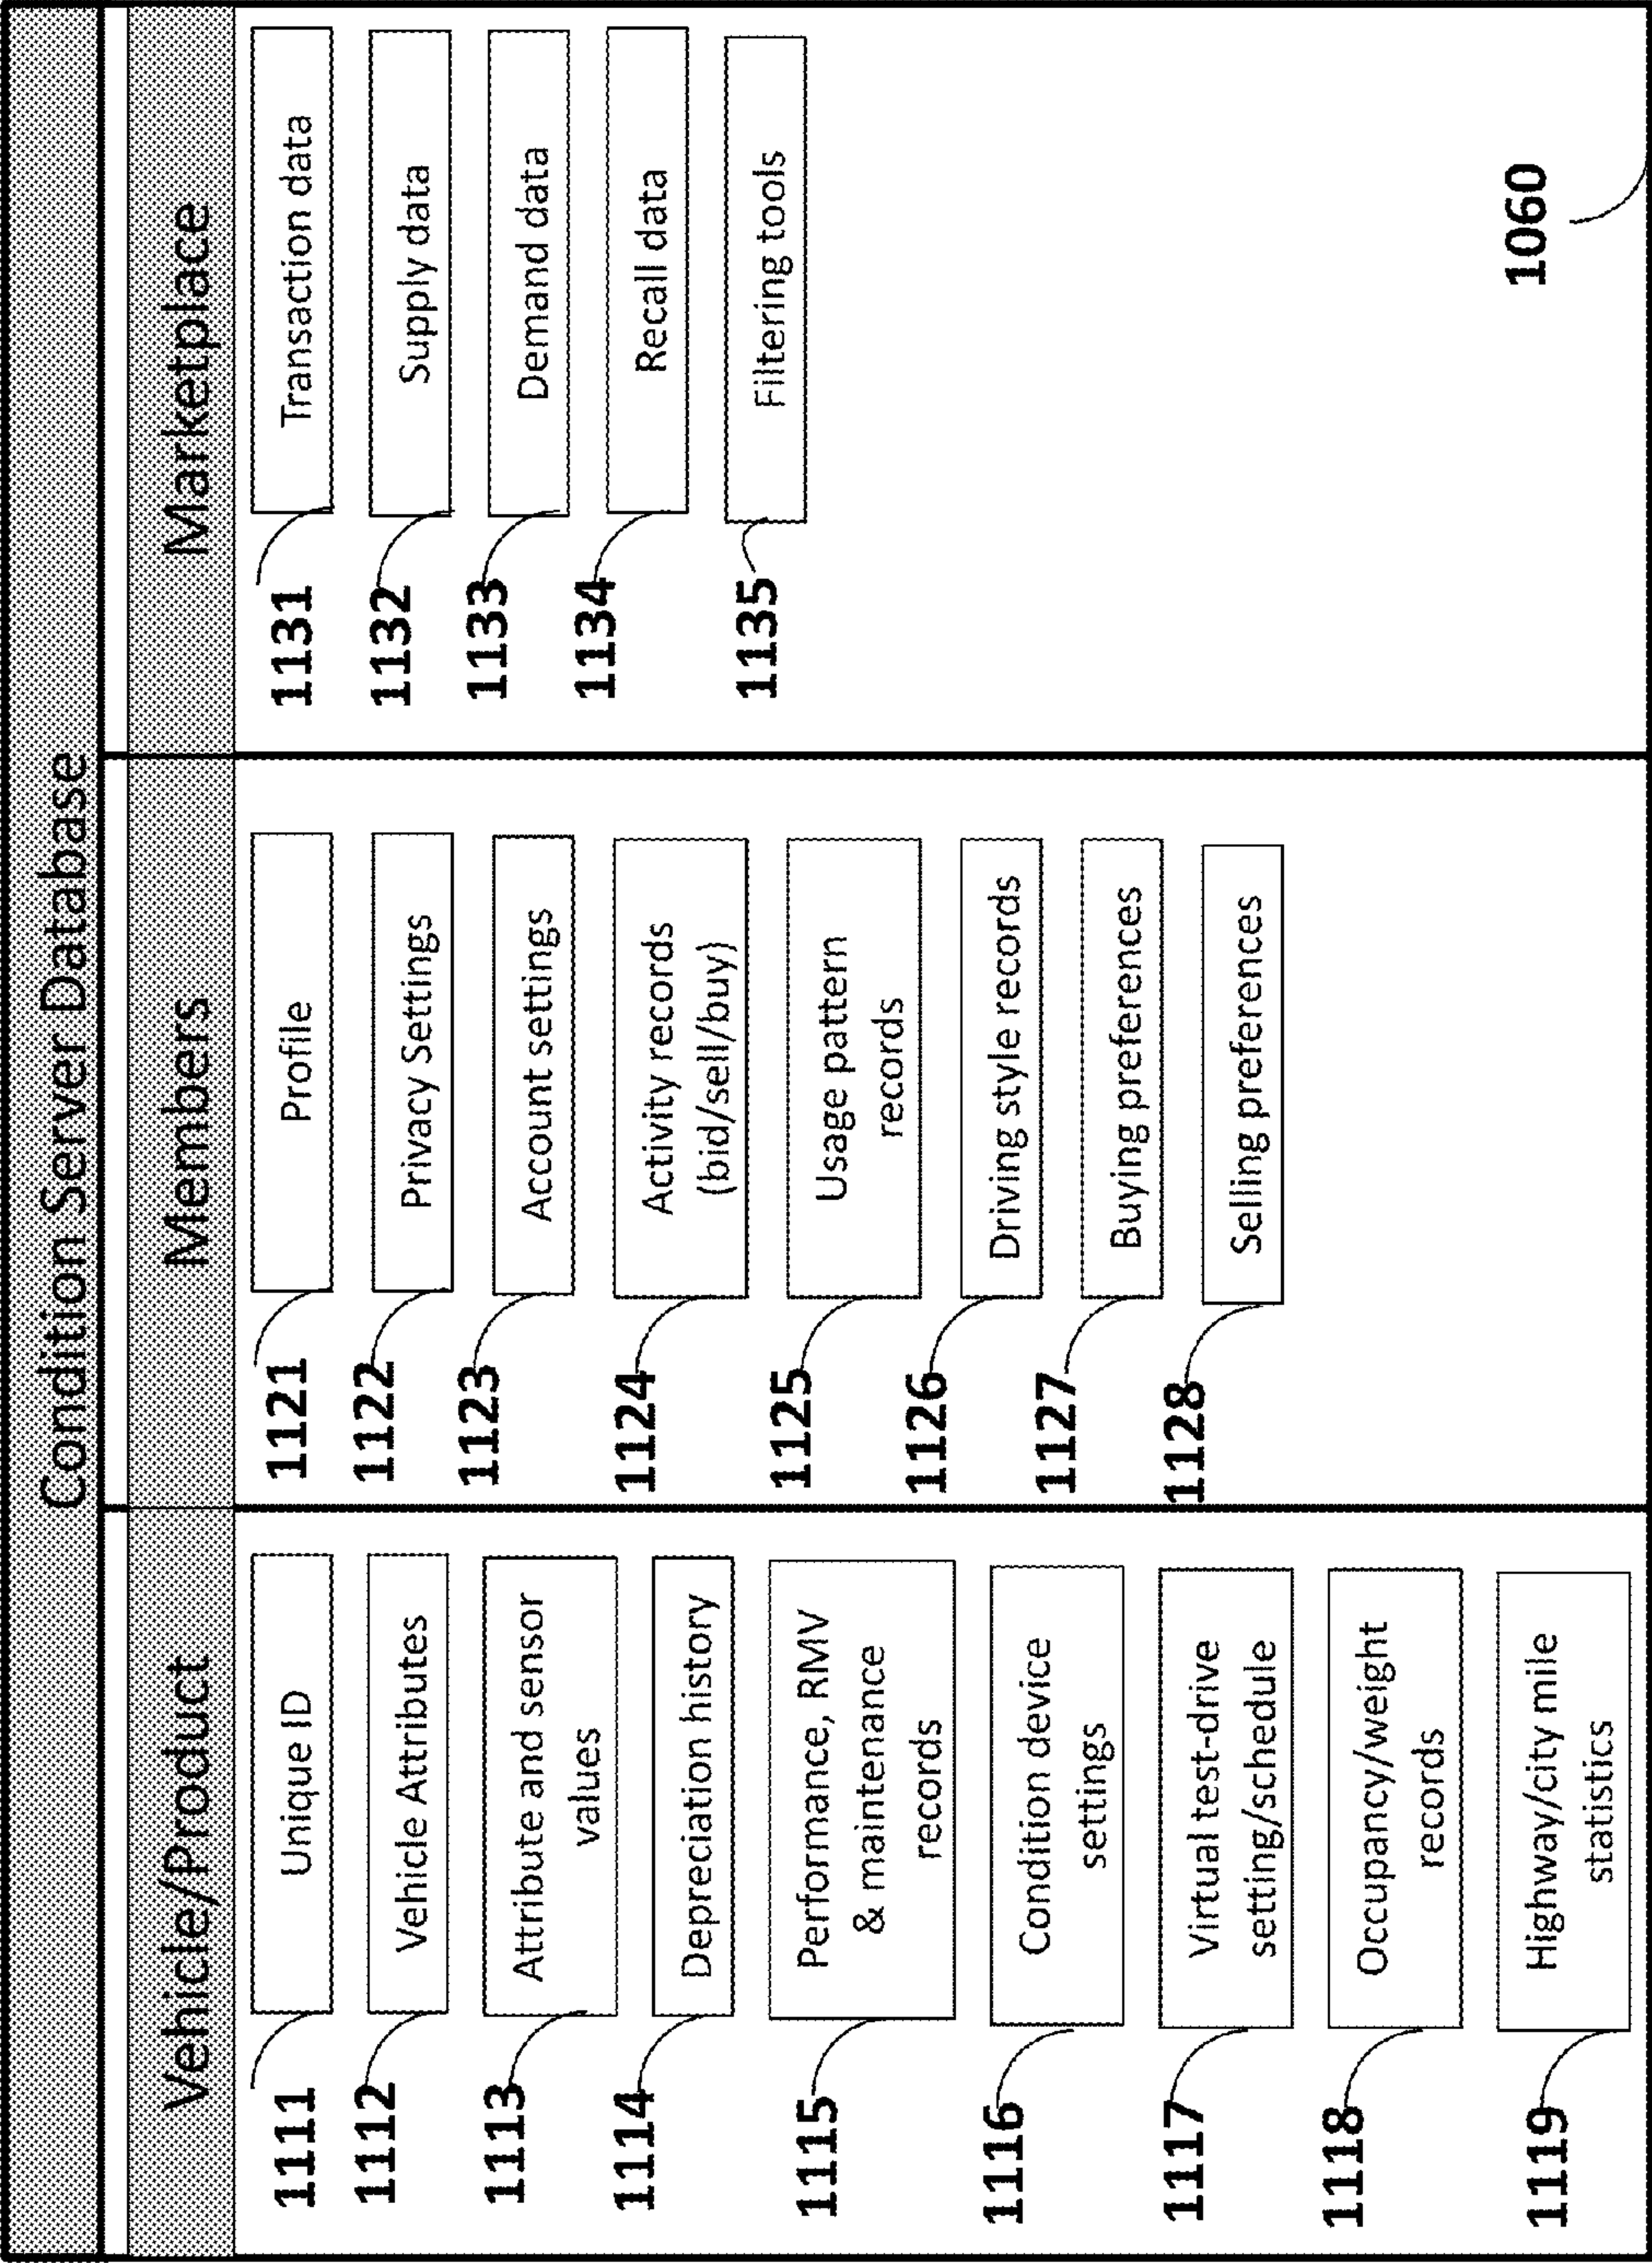 Condition Server Database
Vehicle/Product
1111
Unique ID
1112
Vehicle Attributes
1113
Attribute and sensor
values
1114
Depreciation history
1115
Performance, RMV
& maintenance
records
1116
Condition device
settings
1117
Virtual test-drive
setting/schedule
1118
Occupancy/weight
records
1119
Highway/city mile
statistics
Members
1121
Profile
1122
Privacy Settings
1123
Account settings
1124
Activity records
(bid/sell/buy)
1125
Usage pattern
records
1126
Driving style records
1127
Buying preferences
1128
Selling preferences
Marketplace
1131
Transaction data
1132
Supply data
1133
Demand data
1134
Recall data
1135
Filtering tools
1060